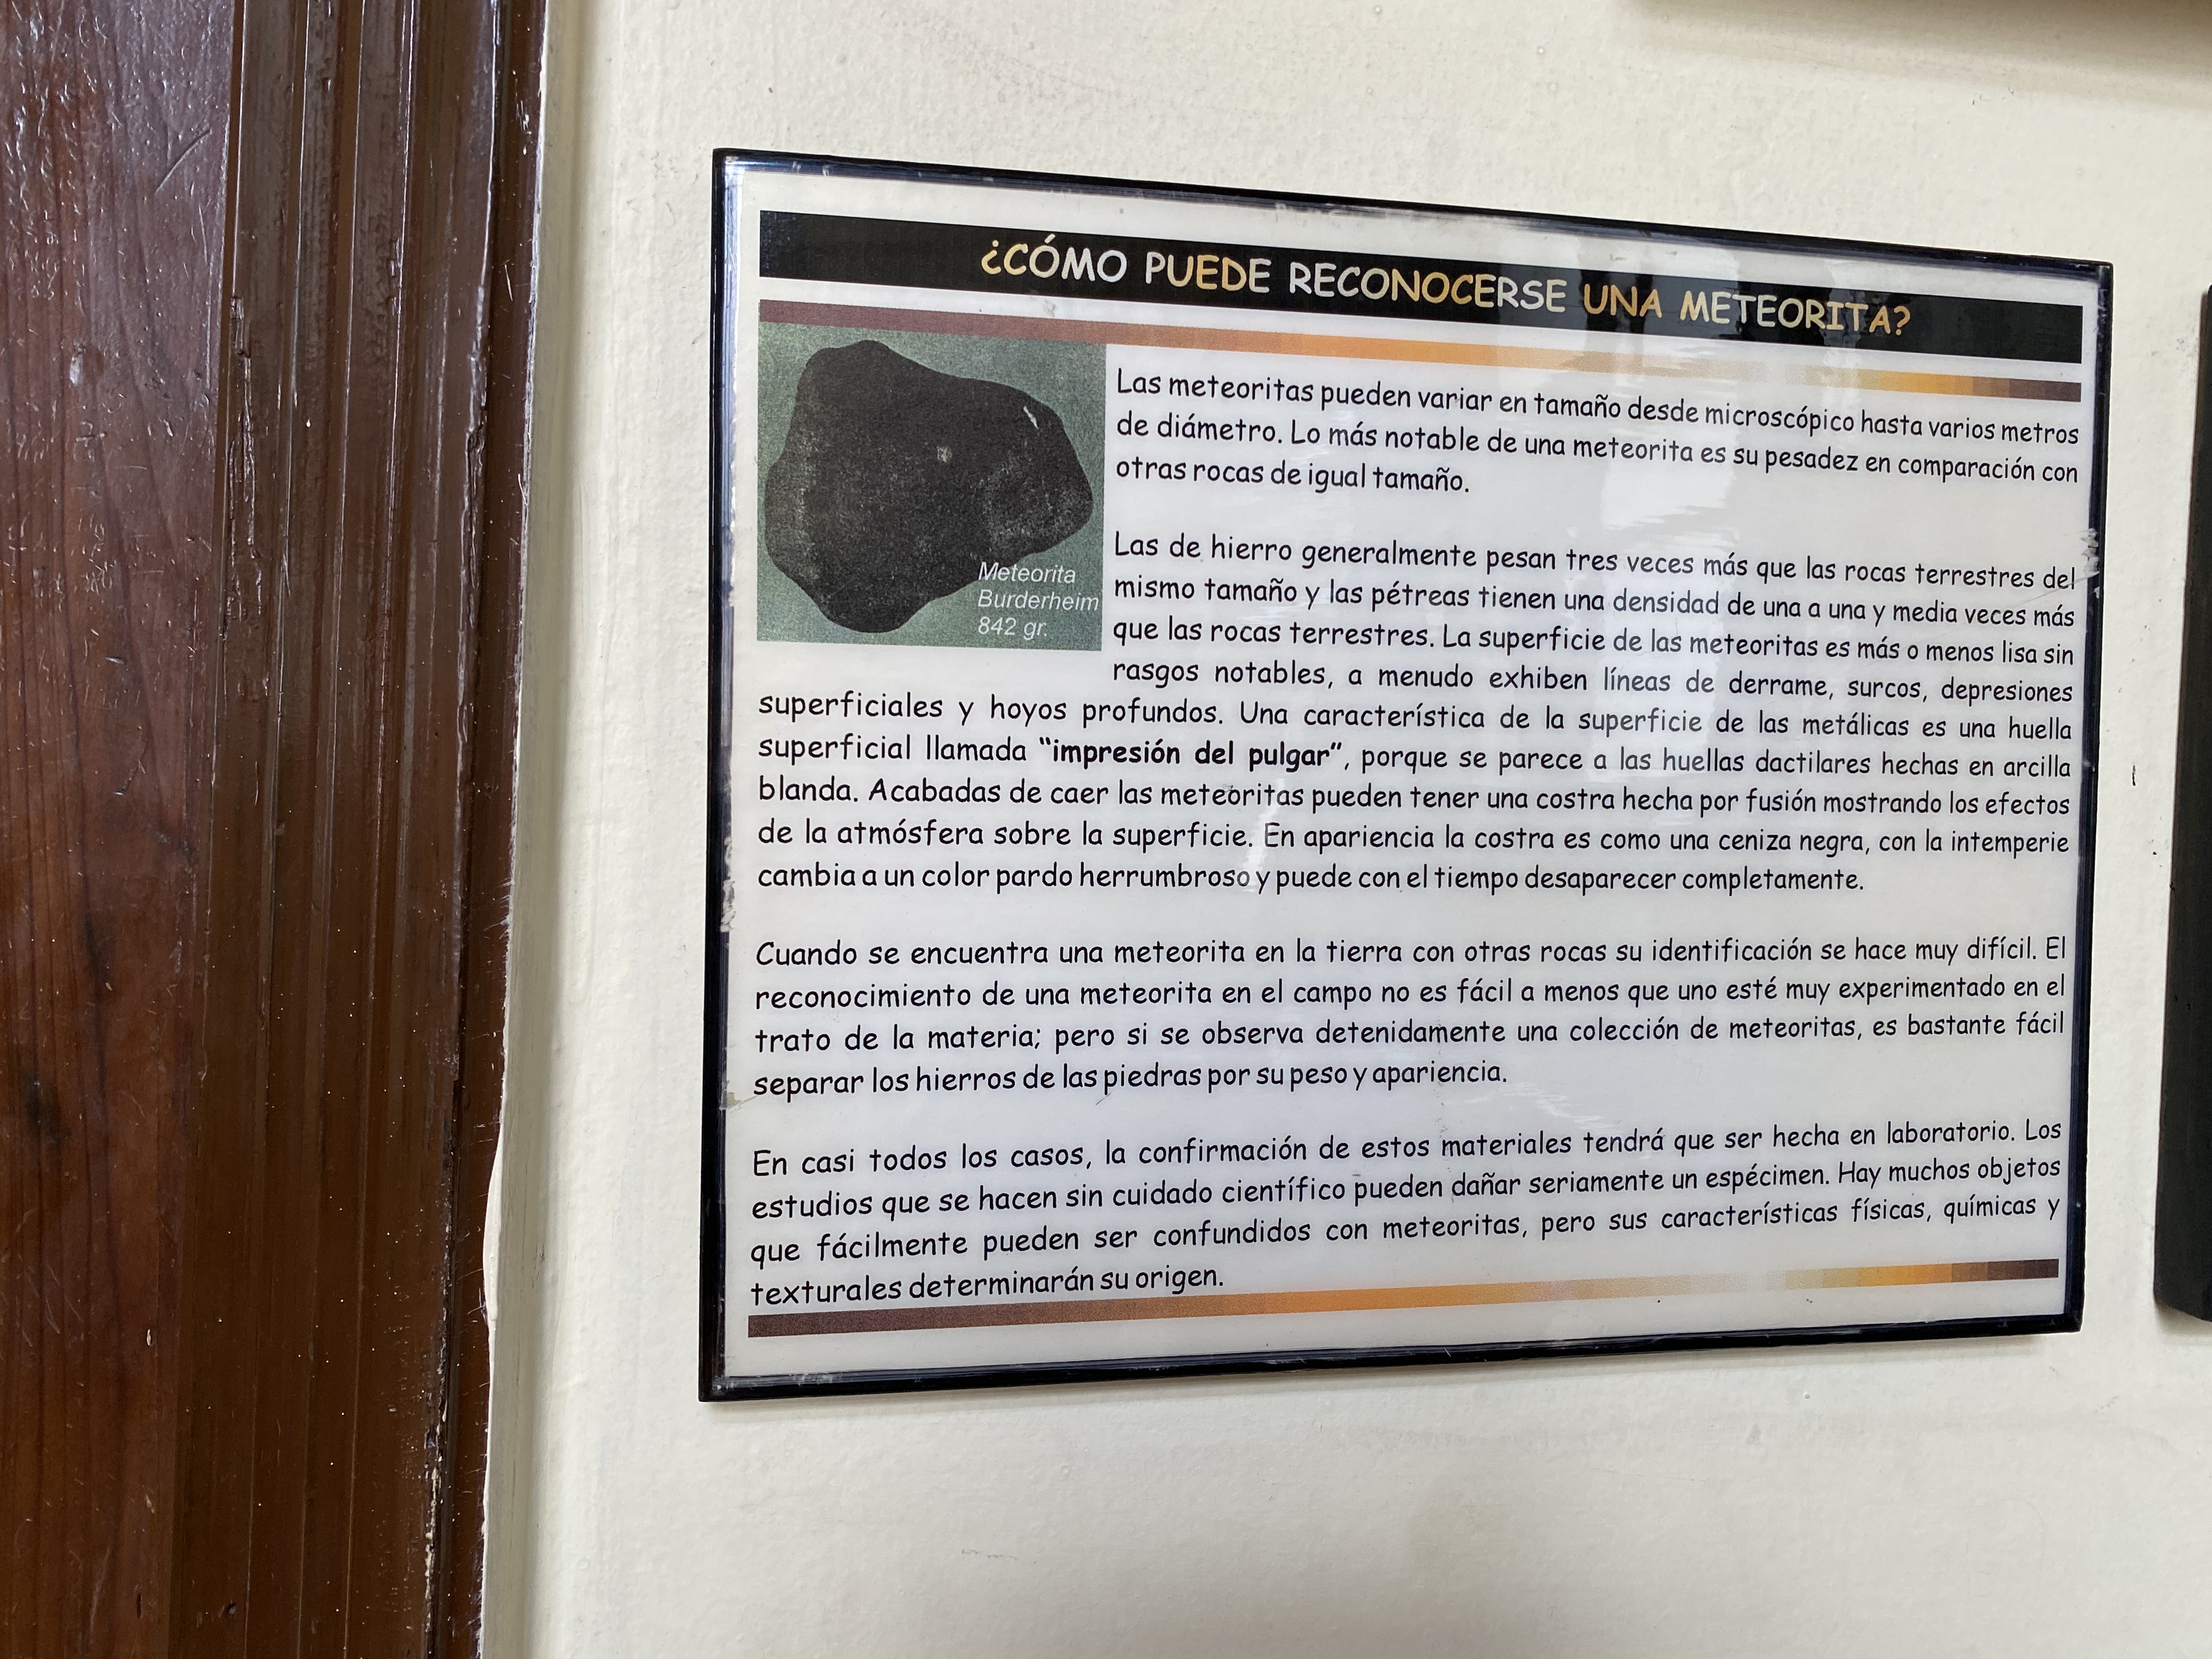 ¿CÓMO PUEDE RECONOCERSE UNA METEORITA?
Meteorita
Burderheim
842 gr.
Las meteoritas pueden variar en tamaño desde microscópico hasta varios metros
de diámetro. Lo más notable de una meteorita es su pesadez en comparación con
otras rocas de igual tamaño.
Las de hierro generalmente pesan tres veces más que las rocas terrestres del
mismo tamaño y las pétreas tienen una densidad de una a una y media veces más
que las rocas terrestres. La superficie de las meteoritas es más o menos lisa sin
rasgos notables, a menudo exhiben líneas de derrame, surcos, depresiones
superficiales y hoyos profundos. Una característica de la superficie de las metálicas es una huella
superficial llamada “impresión del pulgar”, porque se parece a las huellas dactilares hechas en arcilla
blanda. Acabadas de caer las meteoritas pueden tener una costra hecha por fusión mostrando los efectos
de la atmósfera sobre la superficie. En apariencia la costra es como una ceniza negra, con la intemperie
cambia a un color pardo herrumbroso y puede con el tiempo desaparecer completamente.
Cuando se encuentra una meteorita en la tierra con otras rocas su identificación se hace muy difícil. El
reconocimiento de una meteorita en el campo no es fácil a menos que uno esté muy experimentado en el
trato de la materia; pero si se observa detenidamente una colección de meteoritas, es bastante fácil
separar los hierros de las piedras por su peso y apariencia.
En casi todos los casos, la confirmación de estos materiales tendrá que ser hecha en laboratorio. Los
estudios que se hacen sin cuidado científico pueden dañar seriamente un espécimen. Hay muchos objetos
que fácilmente pueden ser confundidos con meteoritas, pero sus características físicas, químicas y
texturales determinarán su origen.